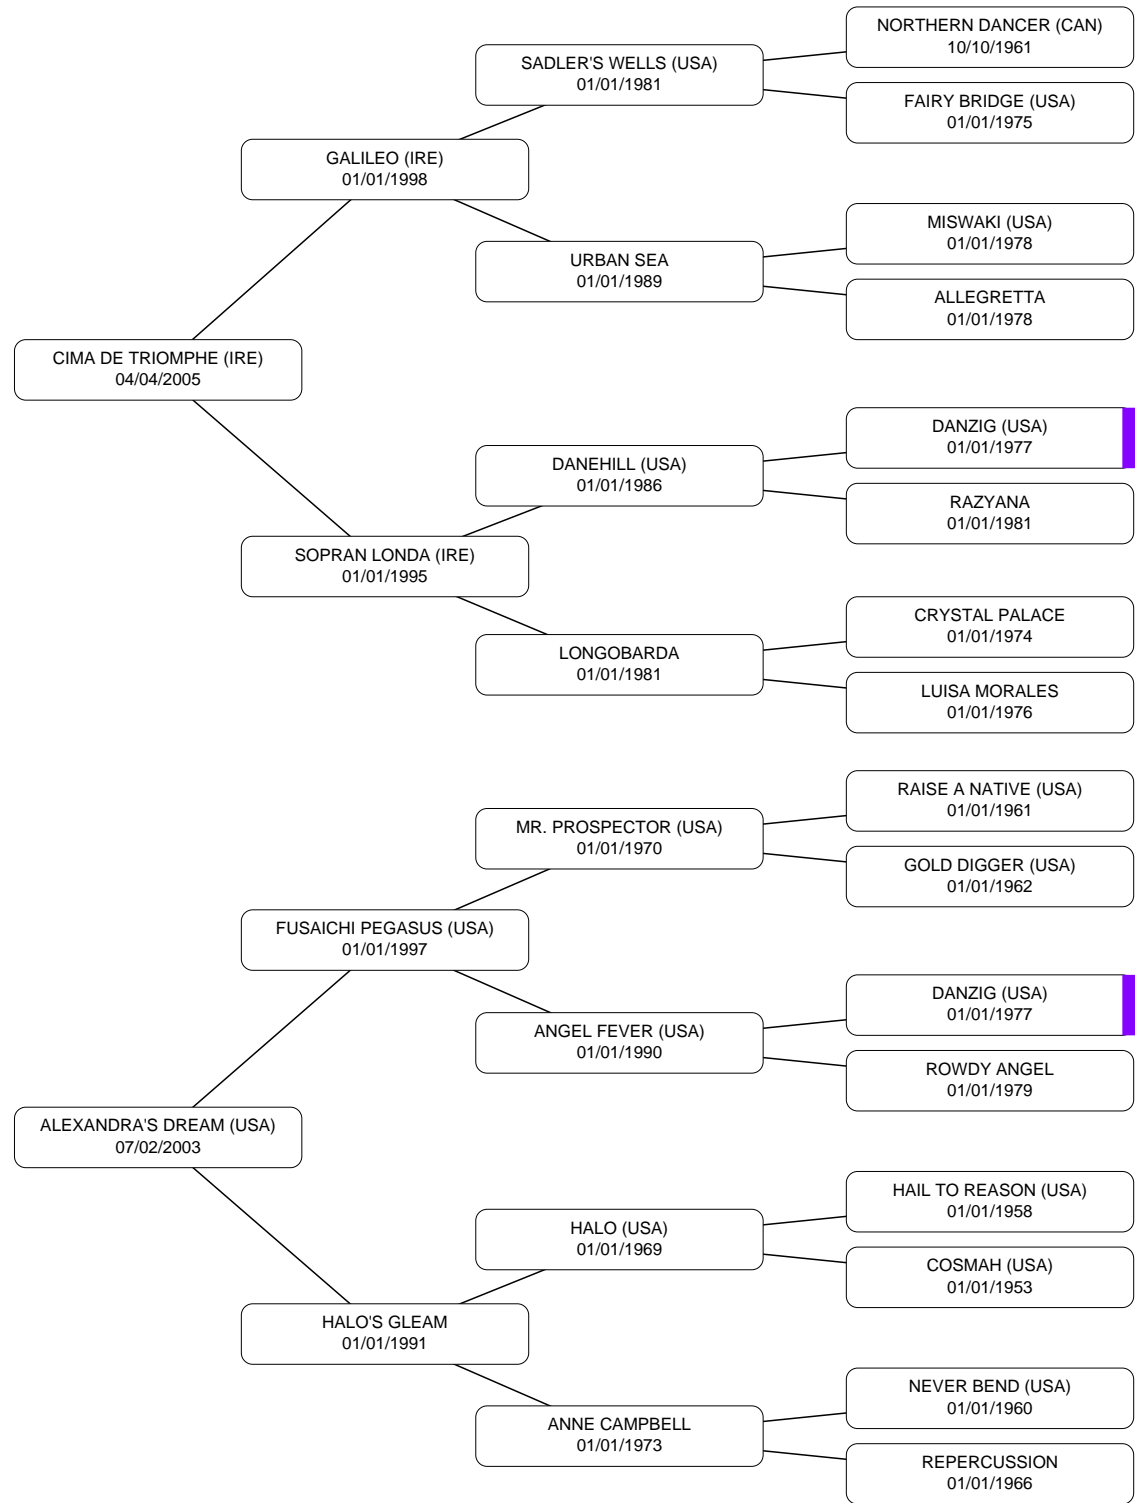 NORTHERN DANCER (CAN)
10/10/1961
SADLER'S WELLS (USA)
01/01/1981
FAIRY BRIDGE (USA)
01/01/1975
GALILEO (IRE)
01/01/1998
MISWAKI (USA)
01/01/1978
URBAN SEA
01/01/1989
ALLEGRETTA
01/01/1978
CIMA DE TRIOMPHE (IRE)
04/04/2005
DANZIG (USA)
01/01/1977
DANEHILL (USA)
01/01/1986
RAZYANA
01/01/1981
SOPRAN LONDA (IRE)
01/01/1995
CRYSTAL PALACE
01/01/1974
LONGOBARDA
01/01/1981
LUISA MORALES
01/01/1976
RAISE A NATIVE (USA)
01/01/1961
MR. PROSPECTOR (USA)
01/01/1970
GOLD DIGGER (USA)
01/01/1962
FUSAICHI PEGASUS (USA)
01/01/1997
DANZIG (USA)
01/01/1977
ANGEL FEVER (USA)
01/01/1990
ROWDY ANGEL
01/01/1979
ALEXANDRA'S DREAM (USA)
07/02/2003
HAIL TO REASON (USA)
01/01/1958
HALO (USA)
01/01/1969
COSMAH (USA)
01/01/1953
HALO'S GLEAM
01/01/1991
NEVER BEND (USA)
01/01/1960
ANNE CAMPBELL
01/01/1973
REPERCUSSION
01/01/1966